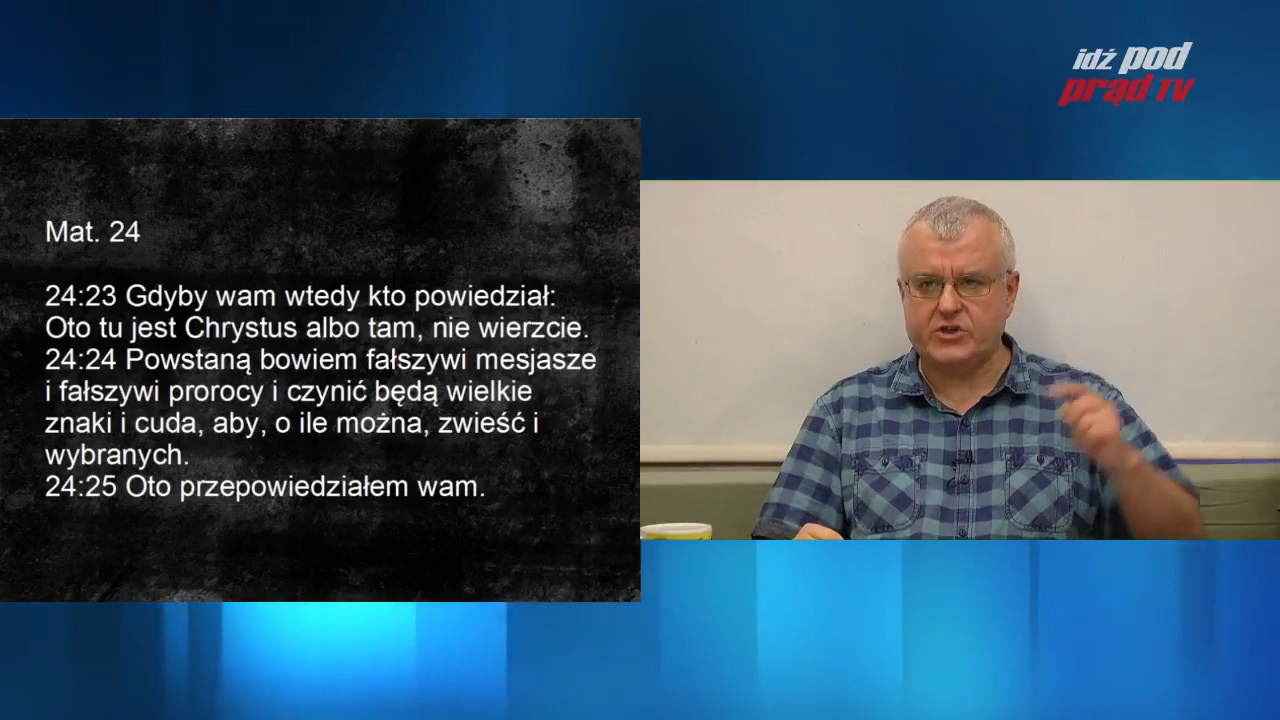 idź pod
prąd TV
Mat. 24
24:23 Gdyby wam wtedy kto powiedział:
Oto tu jest Chrystus albo tam, nie wierzcie.
24:24 Powstaną bowiem fałszywi mesjasze
i fałszywi prorocy i czynić będą wielkie
znaki i cuda, aby, o ile można, zwieść i
wybranych.
24:25 Oto przepowiedziałem wam.